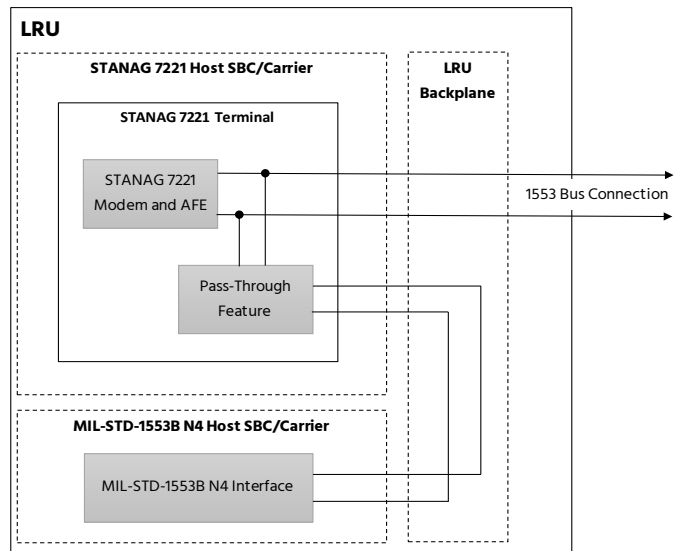 LRU
STANAG 7221 Host SBC/Carrier
LRU
Backplane
STANAG 7221 Terminal
STANAG 7221
Modem and AFE
1553 Bus Connection
Pass-Through
Feature
MIL-STD-1553B N4 Host SBC/Carrier
MIL-STD-1553B N4 Interface